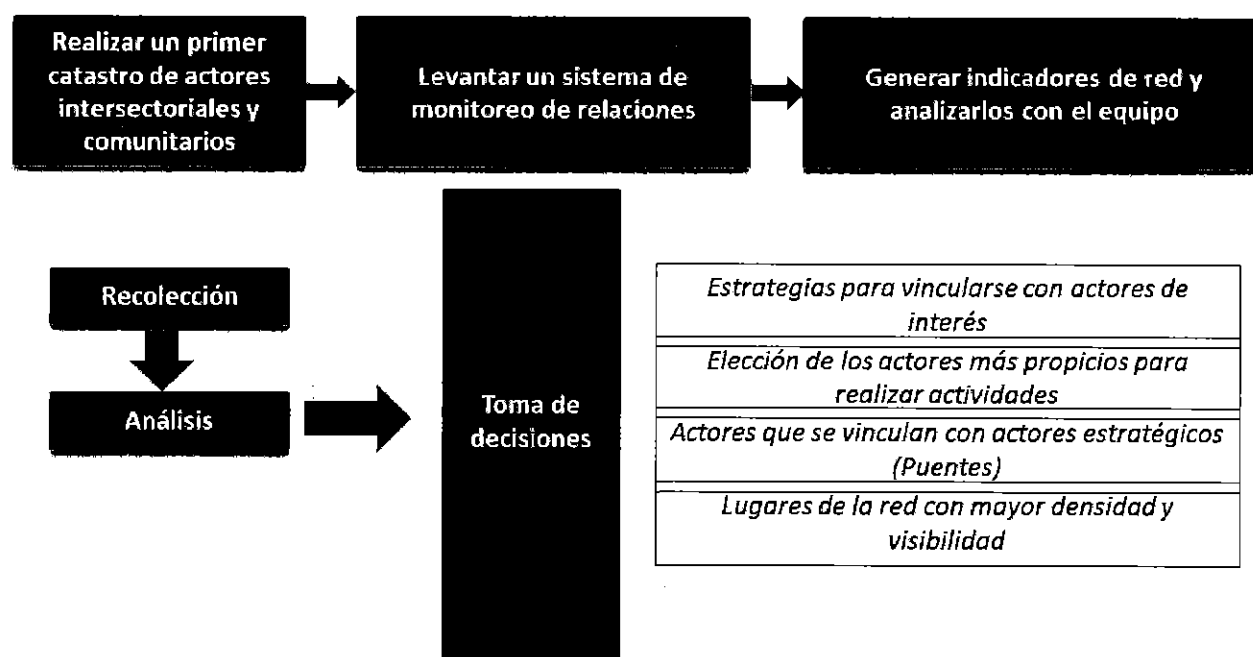 Realizar un primer
catastro de actores
intersectoriales y
comunitarios
Levantar un sistema de
monitoreo de relaciones
Generar indicadores de red y
analizarlos con el equipo
Recolección
Análisis
Toma de
decisiones
Estrategias para vincularse con actores de
interés
Elección de los actores más propicios para
realizar actividades
Actores que se vinculan con actores estratégicos
(Puentes)
Lugares de la red con mayor densidad y
visibilidad